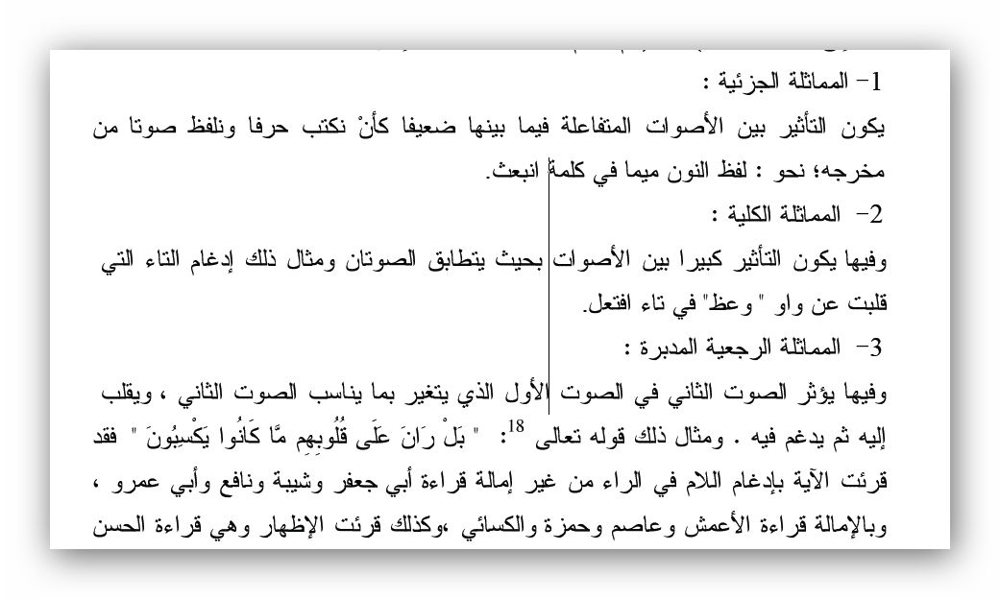 1- المماثلة الجزئية :
يكون التأثير بين الأصوات المتفاعلة فيما بينها ضعيفا كأنْ نكتب حرفا ونلفظ صوتا من
مخرجه؛ نحو : لفظ النون ميما في كلمة انبعث.
2- المماثلة الكلية :
وفيها يكون التأثير كبيرا بين الأصوات بحيث يتطابق الصوتان ومثال ذلك إدغام التاء التي
قلبت عن واو " وعظ" في تاء افتعل.
3- المماثلة الرجعية المدبرة :
وفيها يؤثر الصوت الثاني في الصوت الأول الذي يتغير بما يناسب الصوت الثاني ، ويقلب
إليه ثم يدغم فيه . ومثال ذلك قوله تعالى 18: " بَلْ رَانَ عَلَى قُلُوبِهِم مَّا كَانُوا يَكْسِبُونَ " فقد
قرئت الآية بإدغام اللام في الراء من غير إمالة قراءة أبي جعفر وشيبة ونافع وأبي عمرو ،
وبالإمالة قراءة الأعمش وعاصم وحمزة والكسائي ،وكذلك قرئت الإظهار وهي قراءة الحسن